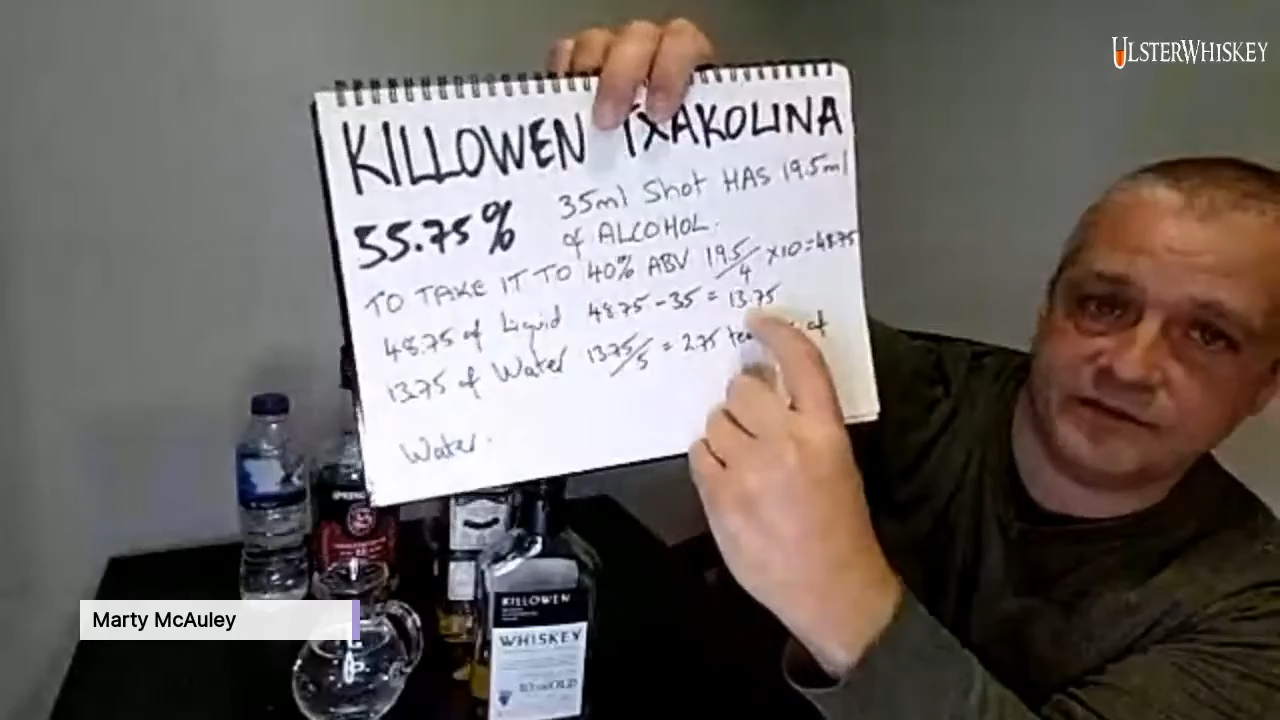 ULSTERWHISKEY
KILLOWEN TXAKOLINA
55.75% 35ml Shot HAS 19.5ml
of ALCOHOL.
TO TAKE IT TO 40% ABV 19.5/4 x10=48.75
48.75 of Liquid 48.75-35 = 13.75
13.75 of Water 13.75/5 = 2.75 of
Water.
Marty McAuley
KILLOWEN
WHISKEY